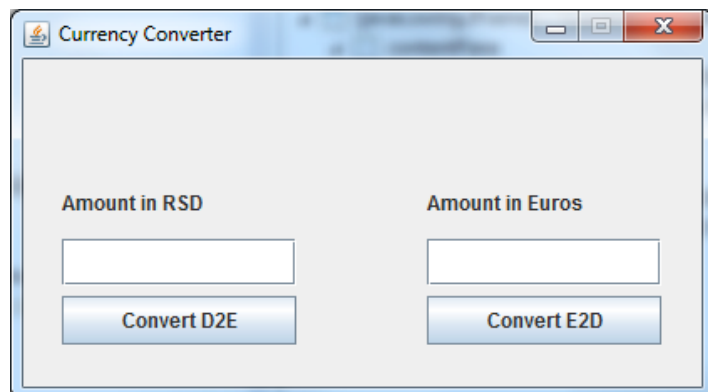 Currency Converter
Amount in RSD
Amount in Euros
Convert D2E
Convert E2D